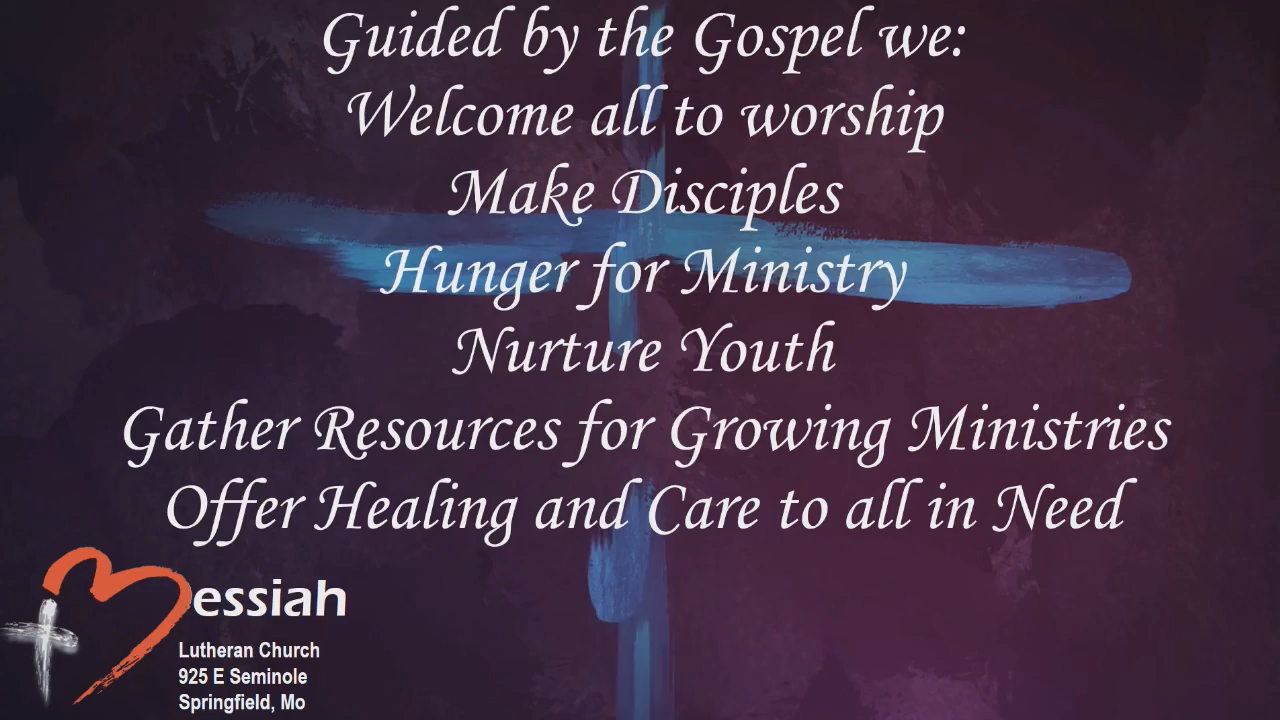 Guided by the Gospel we:
Welcome all to worship
Make Disciples
Hunger for Ministry
Nurture Youth
Gather Resources for Growing Ministries
Offer Healing and Care to all in Need
Messiah
Lutheran Church
925 E Seminole
Springfield, Mo